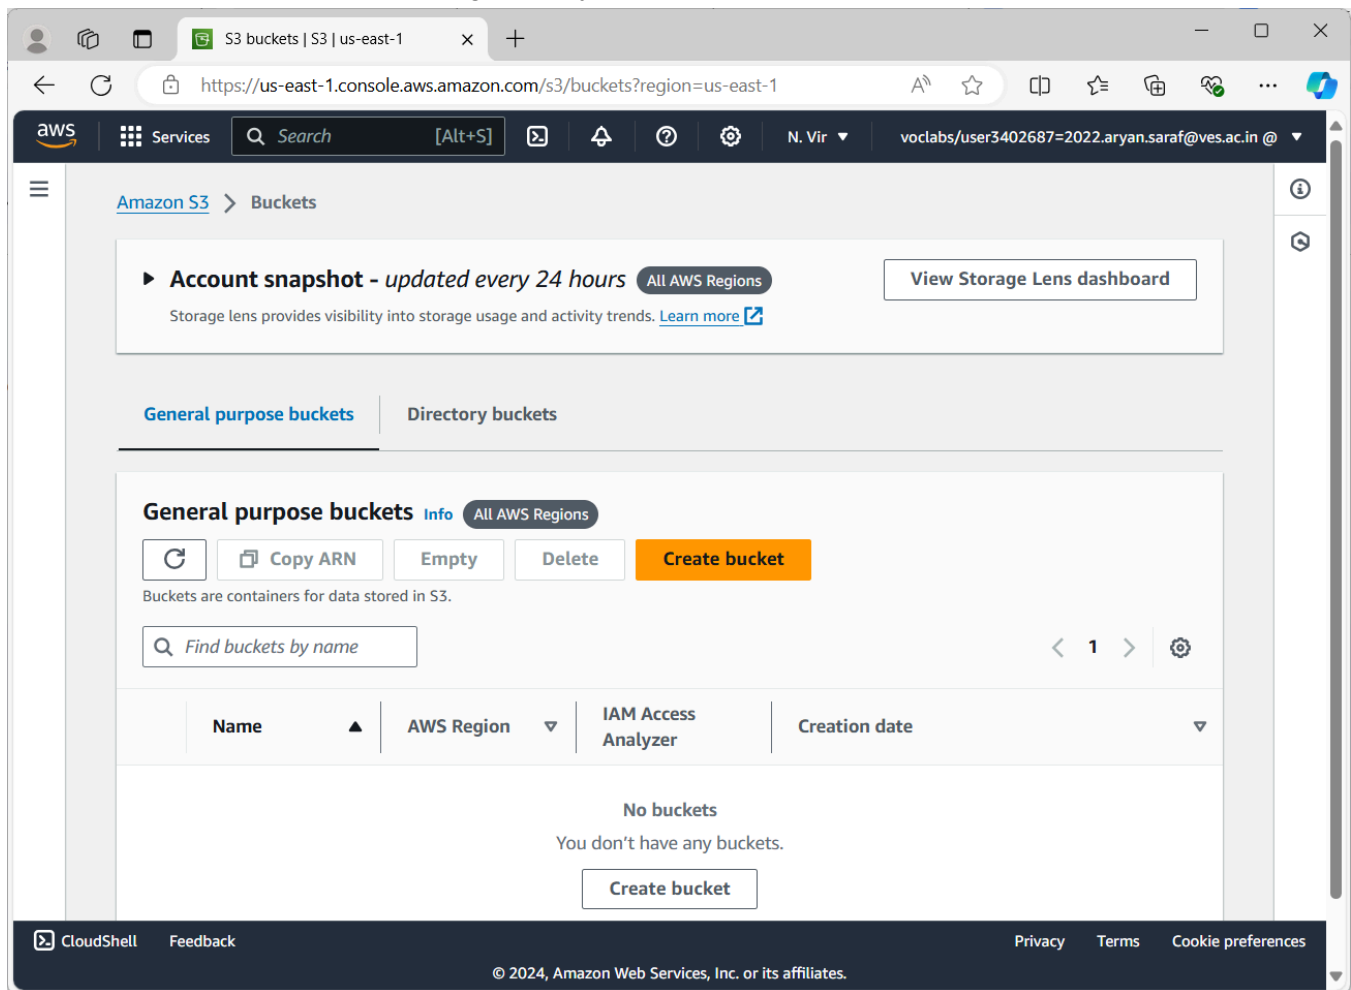 S3 buckets | S3 | us-east-1
https://us-east-1.console.aws.amazon.com/s3/buckets?region=us-east-1
aws Services Search [Alt+S] N. Vir voclabs/user3402687=2022.aryan.saraf@ves.ac.in @
Amazon S3 > Buckets
Account snapshot - updated every 24 hours All AWS Regions View Storage Lens dashboard
Storage lens provides visibility into storage usage and activity trends. Learn more
General purpose buckets Directory buckets
General purpose buckets Info All AWS Regions
Copy ARN Empty Delete Create bucket
Buckets are containers for data stored in S3.
Find buckets by name < 1 >
Name AWS Region IAM Access Analyzer Creation date
No buckets
You don't have any buckets.
Create bucket
CloudShell Feedback Privacy Terms Cookie preferences
© 2024, Amazon Web Services, Inc. or its affiliates.